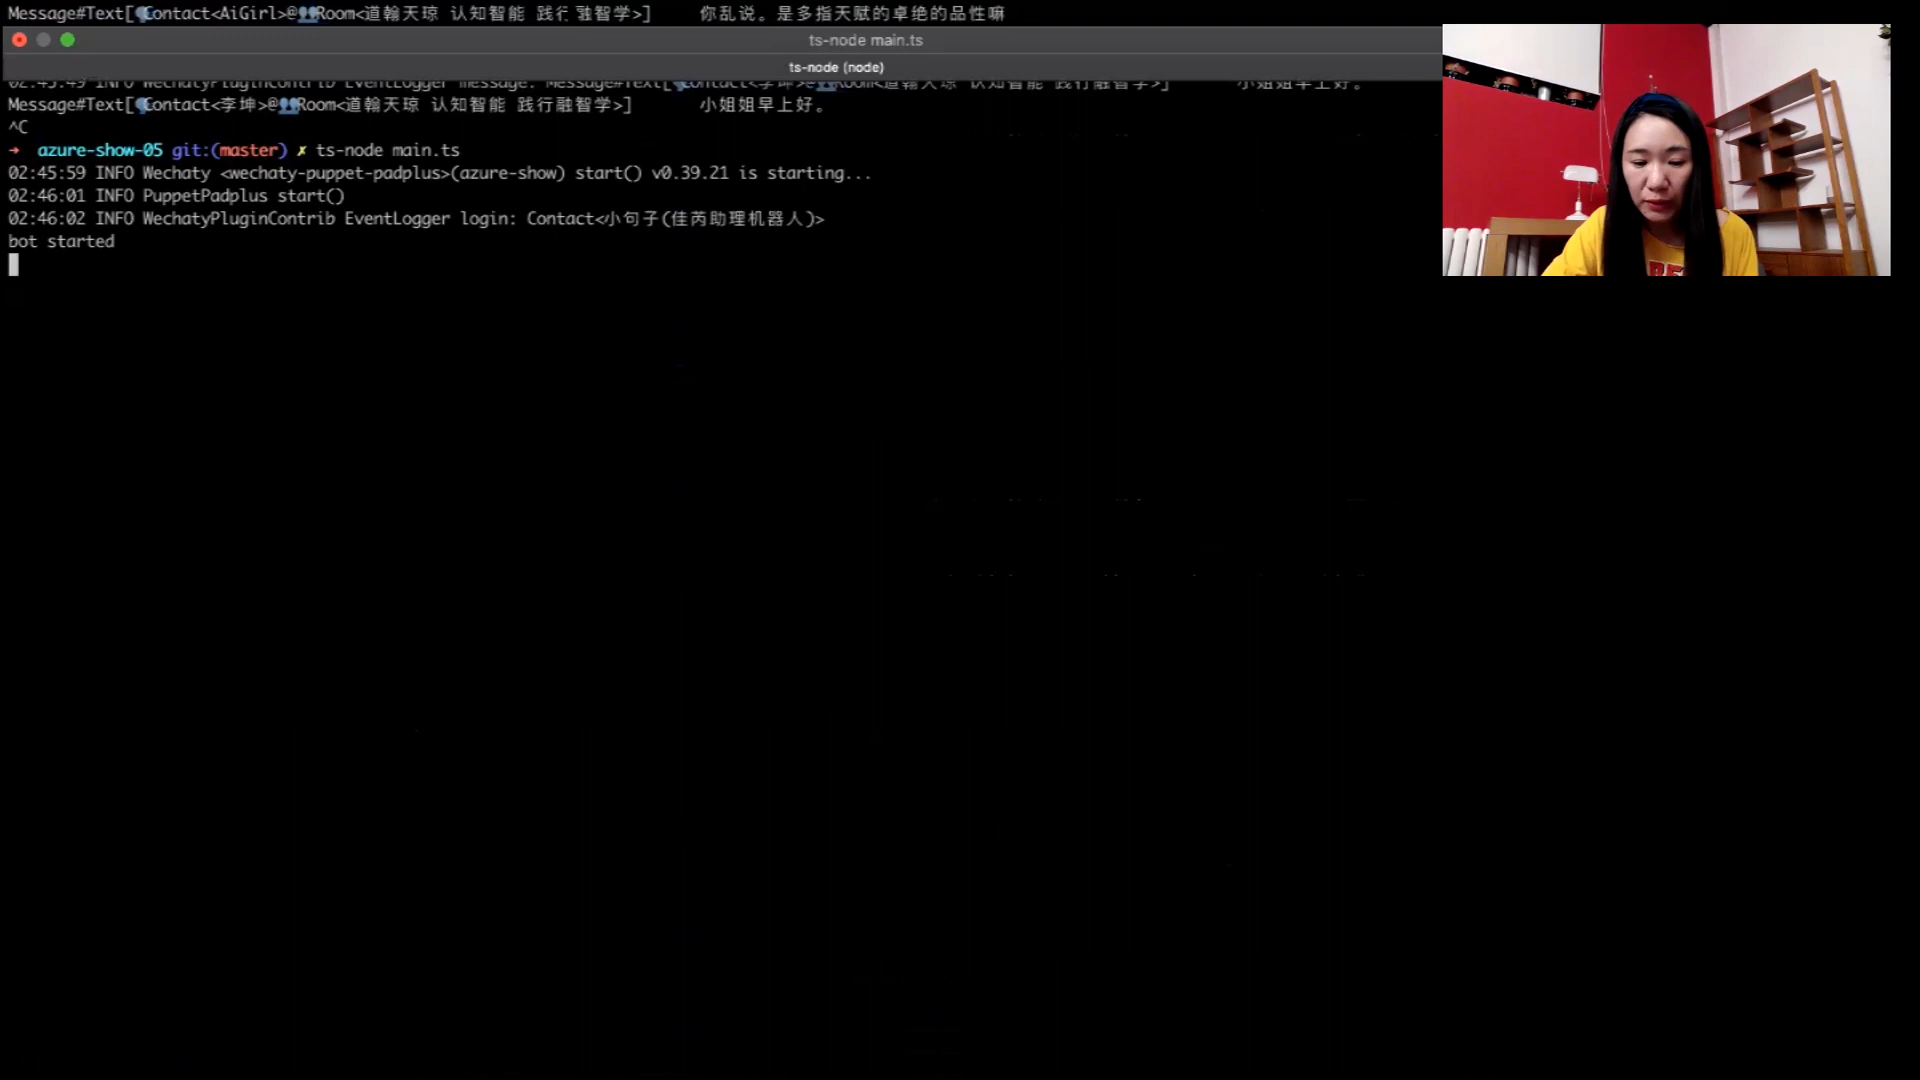 Message#Text[🗣Contact<AiGirl>@👥Room<道翰天琼 认知智能 践行融智学>] 你乱说。是多指天赋的卓绝的品性嘛
ts-node main.ts
ts-node (node)
02:45:49 INFO WechatyPluginContrib EventLogger message: Message#Text[🗣Contact<李坤>@👥Room<道翰天琼 认知智能 践行融智学>] 小姐姐早上好。
Message#Text[🗣Contact<李坤>@👥Room<道翰天琼 认知智能 践行融智学>] 小姐姐早上好。
^C
→ azure-show-05 git:(master) ✗ ts-node main.ts
02:45:59 INFO Wechaty <wechaty-puppet-padplus>(azure-show) start() v0.39.21 is starting...
02:46:01 INFO PuppetPadplus start()
02:46:02 INFO WechatyPluginContrib EventLogger login: Contact<小句子(佳芮助理机器人)>
bot started